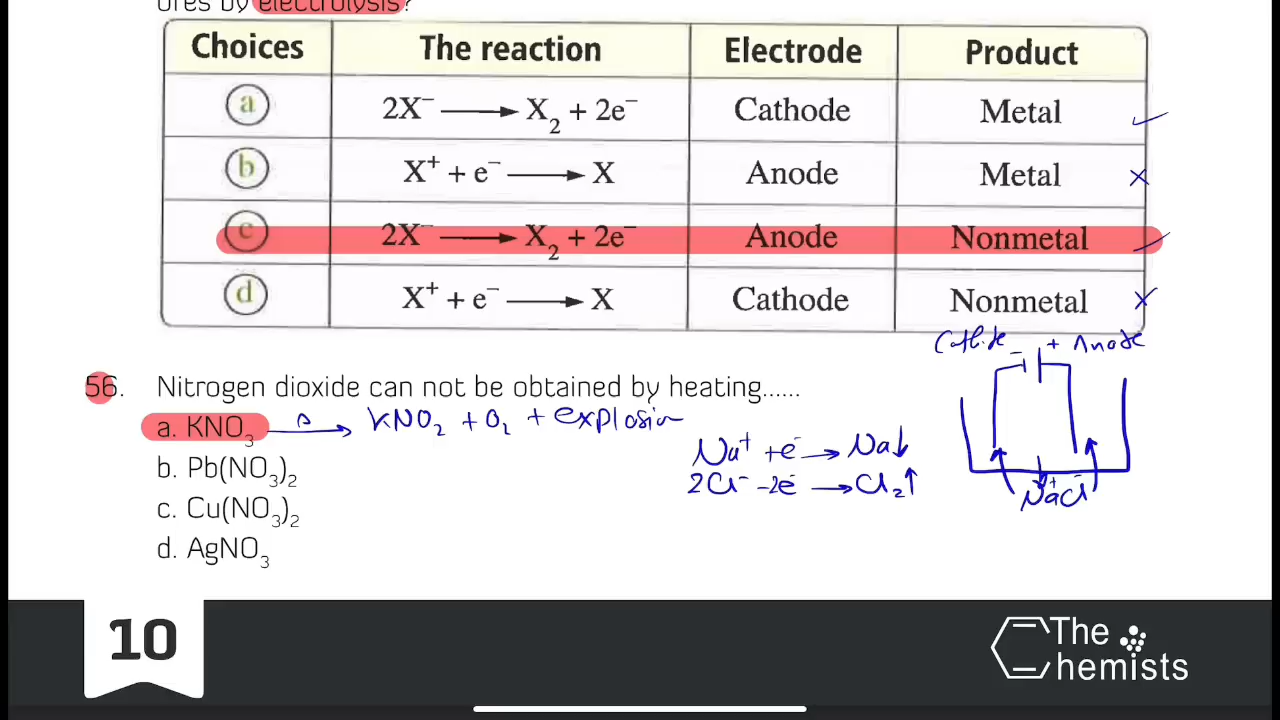 ores by electrolysis?
Choices The reaction Electrode Product
a 2X⁻ ⟶ X₂ + 2e⁻ Cathode Metal ✓
b X⁺ + e⁻ ⟶ X Anode Metal ×
c 2X⁻ ⟶ X₂ + 2e⁻ Anode Nonmetal ✓
d X⁺ + e⁻ ⟶ X Cathode Nonmetal ×
Cathode − + Anode
56. Nitrogen dioxide can not be obtained by heating......
a. KNO₃ Δ⟶ KNO₂ + O₂ + explosion
Na⁺ + e⁻ → Na↓
b. Pb(NO₃)₂
2Cl⁻ -2e⁻ → Cl₂↑
Na⁺Cl⁻
c. Cu(NO₃)₂
d. AgNO₃
10
The
Chemists